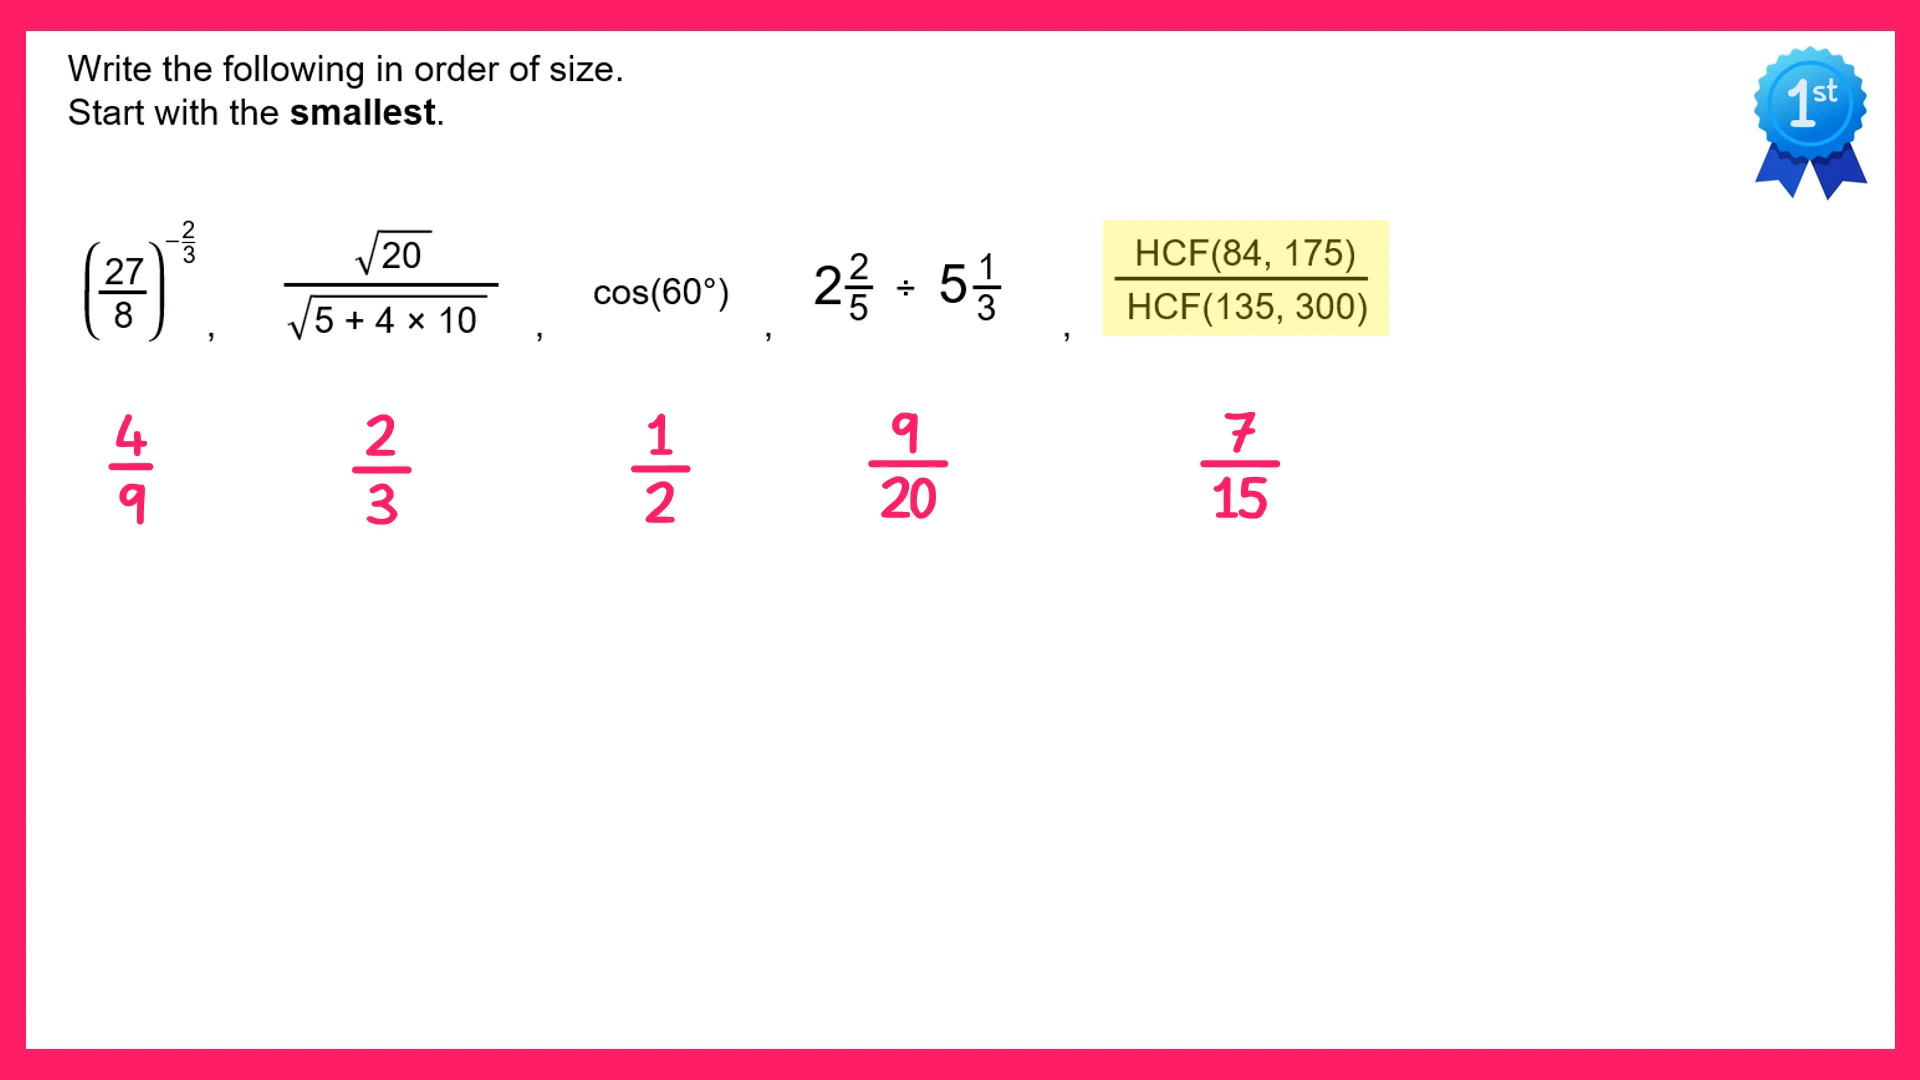 Write the following in order of size.
Start with the smallest.
1st
(27/8)^(-2/3) , √20 / √(5 + 4 × 10) , cos(60°) , 2 2/5 ÷ 5 1/3 , HCF(84, 175) / HCF(135, 300)
4/9 2/3 1/2 9/20 7/15